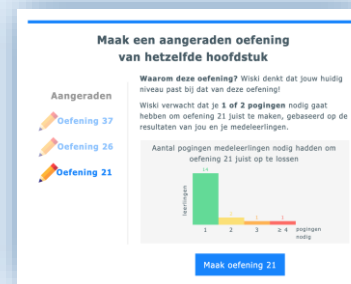 Maak een aangeraden oefening
van hetzelfde hoofdstuk
Aangeraden
Oefening 37
Oefening 26
Oefening 21
Waarom deze oefening? Wiski denkt dat jouw huidig
niveau past bij dat van deze oefening!
Wiski verwacht dat je 1 of 2 pogingen nodig gaat
hebben om oefening 21 juist op te lossen, gebaseerd op de
resultaten van jou en je medeleerlingen.
Aantal pogingen medeleerlingen nodig hadden om
oefening 21 juist op te lossen
leerlingen
14
1 2 3 ≥ 4 pogingen
nodig
Maak oefening 21